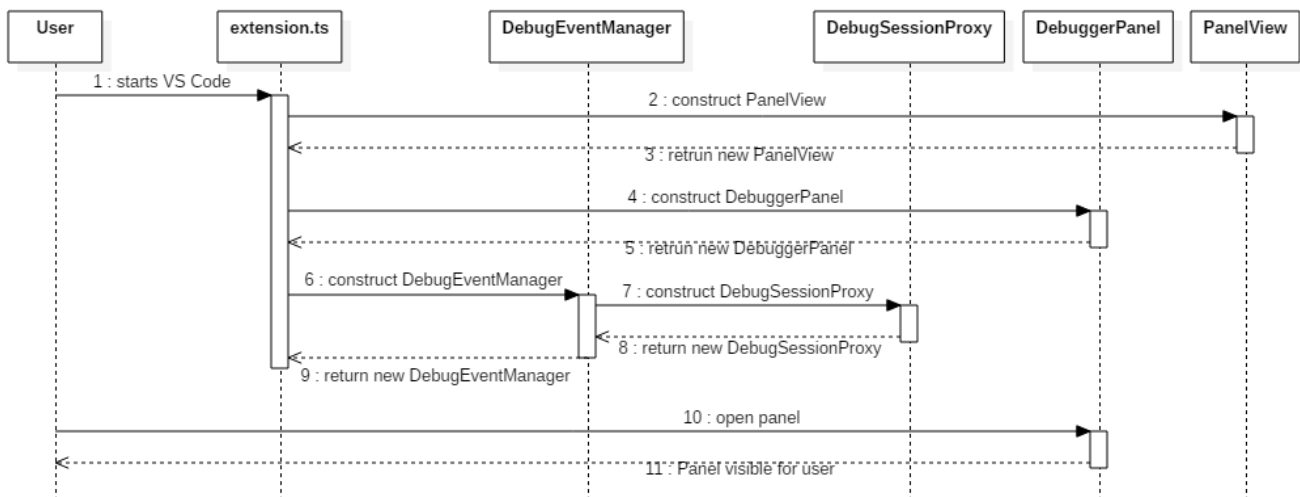 User
extension.ts
DebugEventManager
DebugSessionProxy
DebuggerPanel
PanelView
1 : starts VS Code
2 : construct PanelView
3 : retrun new PanelView
4 : construct DebuggerPanel
5 : retrun new DebuggerPanel
6 : construct DebugEventManager
7 : construct DebugSessionProxy
8 : return new DebugSessionProxy
9 : return new DebugEventManager
10 : open panel
11 : Panel visible for user